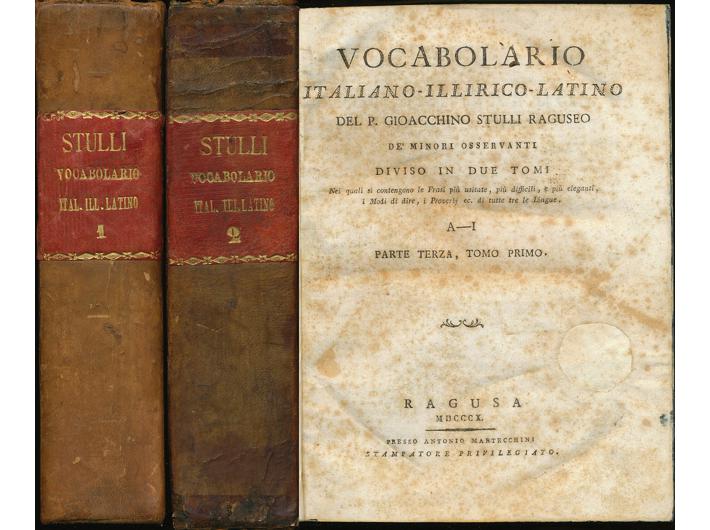 STULLI
VOCABOLARIO
ITAL. ILL. LATINO
1
STULLI
VOCABOLARIO
ITAL. ILL. LATINO
2
VOCABOLARIO
ITALIANO-ILLIRICO-LATINO
DEL P. GIOACCHINO STULLI RAGUSEO
DE' MINORI OSSERVANTI
DIVISO IN DUE TOMI
Nei quali si contengono le Frasi più usitate, più difficili, e più eleganti,
i Modi di dire, i Proverbj ec. di tutte tre le Lingue.
A—I
PARTE TERZA, TOMO PRIMO.
RAGUSA
MDCCCX.
PRESSO ANTONIO MARTECCHINI
STAMPATORE PRIVILEGIATO.